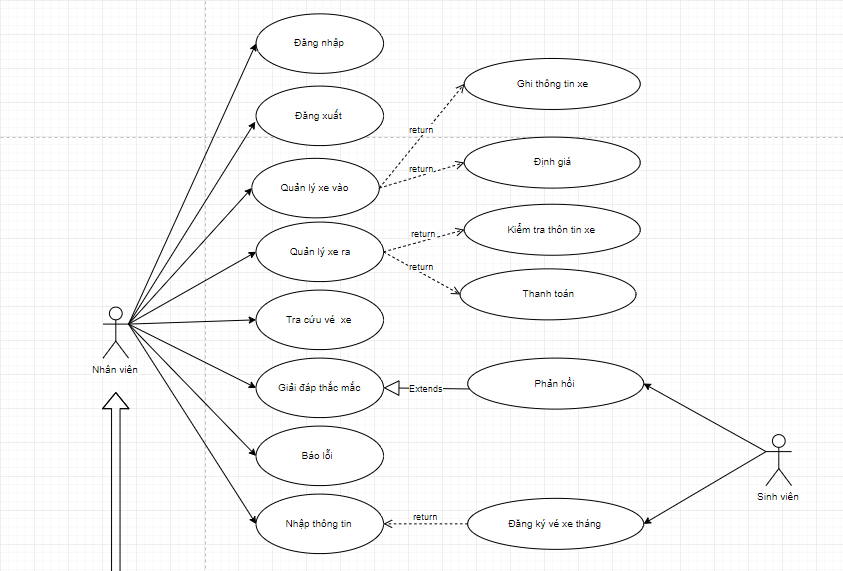 Đăng nhập
Ghi thông tin xe
Đăng xuất
return
Định giá
return
Quản lý xe vào
Kiểm tra thôn tin xe
return
Quản lý xe ra
return
Thanh toán
Tra cứu vé xe
Nhân viên
Phản hồi
Giải đáp thắc mắc
Extends
Báo lỗi
Sinh viên
return
Nhập thông tin
Đăng ký vé xe tháng